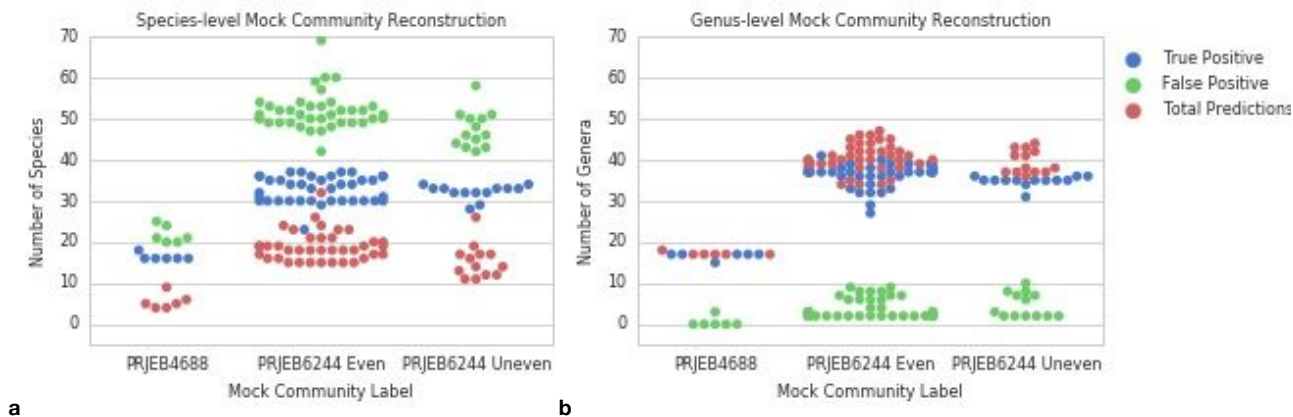 Species-level Mock Community Reconstruction
70
60
50
40
30
20
10
0
Number of Species
PRJEB4688 PRJEB6244 Even PRJEB6244 Uneven
Mock Community Label
a
Genus-level Mock Community Reconstruction
70
60
50
40
30
20
10
0
Number of Genera
PRJEB4688 PRJEB6244 Even PRJEB6244 Uneven
Mock Community Label
b
True Positive
False Positive
Total Predictions